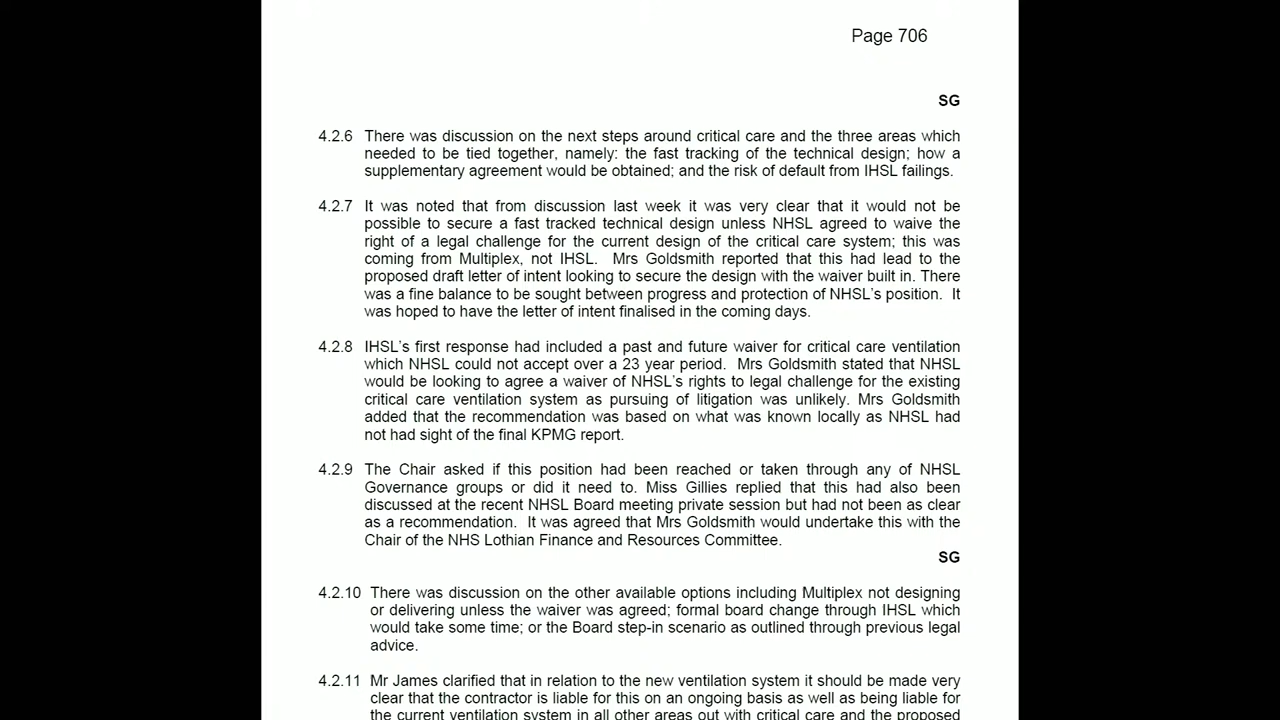 Page 706
SG
4.2.6 There was discussion on the next steps around critical care and the three areas which
needed to be tied together, namely: the fast tracking of the technical design; how a
supplementary agreement would be obtained; and the risk of default from IHSL failings.
4.2.7 It was noted that from discussion last week it was very clear that it would not be
possible to secure a fast tracked technical design unless NHSL agreed to waive the
right of a legal challenge for the current design of the critical care system; this was
coming from Multiplex, not IHSL. Mrs Goldsmith reported that this had lead to the
proposed draft letter of intent looking to secure the design with the waiver built in. There
was a fine balance to be sought between progress and protection of NHSL's position. It
was hoped to have the letter of intent finalised in the coming days.
4.2.8 IHSL's first response had included a past and future waiver for critical care ventilation
which NHSL could not accept over a 23 year period. Mrs Goldsmith stated that NHSL
would be looking to agree a waiver of NHSL's rights to legal challenge for the existing
critical care ventilation system as pursuing of litigation was unlikely. Mrs Goldsmith
added that the recommendation was based on what was known locally as NHSL had
not had sight of the final KPMG report.
4.2.9 The Chair asked if this position had been reached or taken through any of NHSL
Governance groups or did it need to. Miss Gillies replied that this had also been
discussed at the recent NHSL Board meeting private session but had not been as clear
as a recommendation. It was agreed that Mrs Goldsmith would undertake this with the
Chair of the NHS Lothian Finance and Resources Committee.
SG
4.2.10 There was discussion on the other available options including Multiplex not designing
or delivering unless the waiver was agreed; formal board change through IHSL which
would take some time; or the Board step-in scenario as outlined through previous legal
advice.
4.2.11 Mr James clarified that in relation to the new ventilation system it should be made very
clear that the contractor is liable for this on an ongoing basis as well as being liable for
the current ventilation system in all other areas out with critical care and the proposed